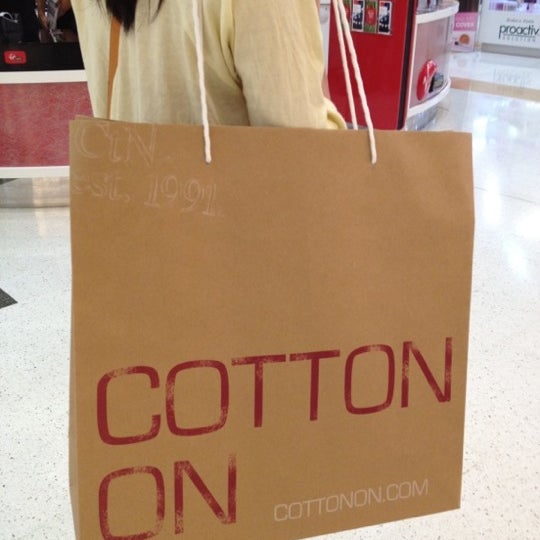 proactiv
CTN.
est. 1991.
COTTON
ON
COTTONON.COM